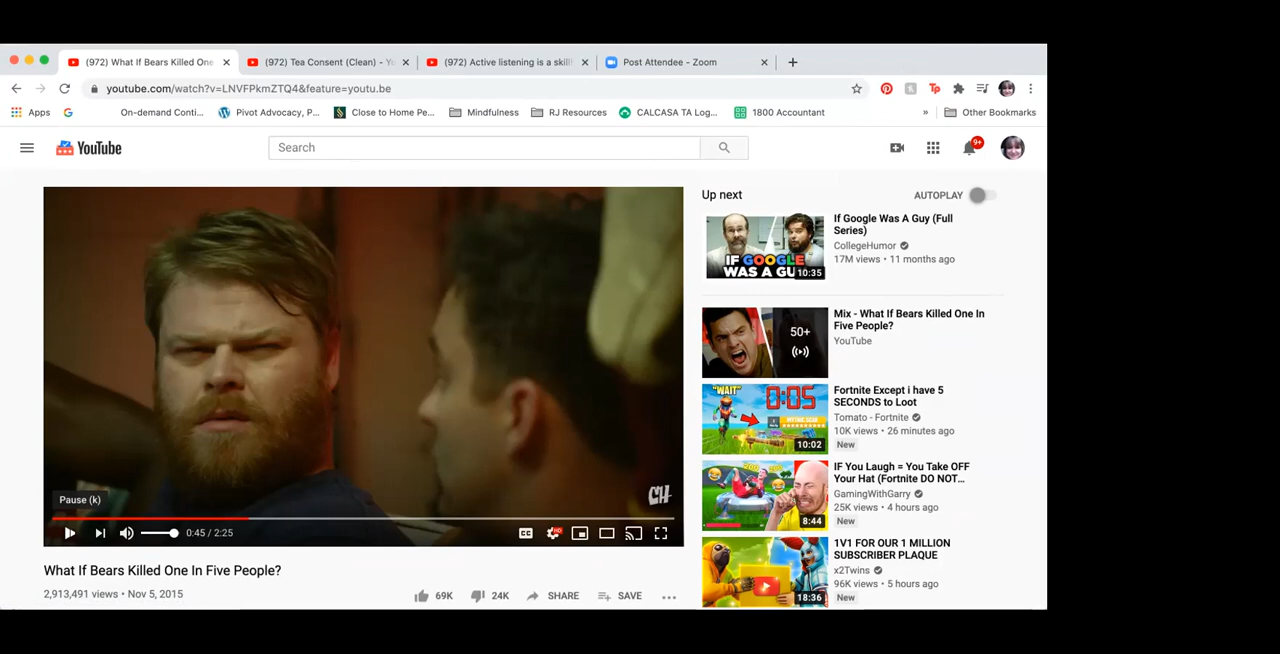 (972) What If Bears Killed One
(972) Tea Consent (Clean) - Yo
(972) Active listening is a skill
Post Attendee - Zoom
youtube.com/watch?v=LNVFPkmZTQ4&feature=youtu.be
Apps
On-demand Conti...
Pivot Advocacy, P...
Close to Home Pe...
Mindfulness
RJ Resources
CALCASA TA Log...
1800 Accountant
»
Other Bookmarks
YouTube
Search
9+
Up next
AUTOPLAY
IF GOOGLE
WAS A GU
10:35
If Google Was A Guy (Full
Series)
CollegeHumor
17M views • 11 months ago
50+
Mix - What If Bears Killed One In
Five People?
YouTube
"WAIT"
0:05
10:02
Fortnite Except i have 5
SECONDS to Loot
Tomato - Fortnite
10K views • 26 minutes ago
New
8:44
IF You Laugh = You Take OFF
Your Hat (Fortnite DO NOT...
GamingWithGarry
25K views • 4 hours ago
New
18:36
1V1 FOR OUR 1 MILLION
SUBSCRIBER PLAQUE
x2Twins
96K views • 5 hours ago
New
CH
Pause (k)
0:45 / 2:25
CC
HD
What If Bears Killed One In Five People?
2,913,491 views • Nov 5, 2015
69K
24K
SHARE
SAVE